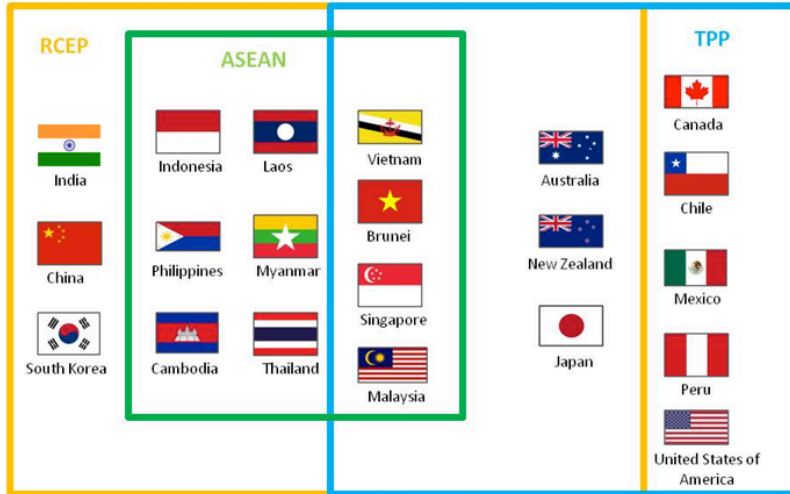 RCEP
ASEAN
TPP
India
China
South Korea
Indonesia
Laos
Philippines
Myanmar
Cambodia
Thailand
Vietnam
Brunei
Singapore
Malaysia
Australia
New Zealand
Japan
Canada
Chile
Mexico
Peru
United States of
America